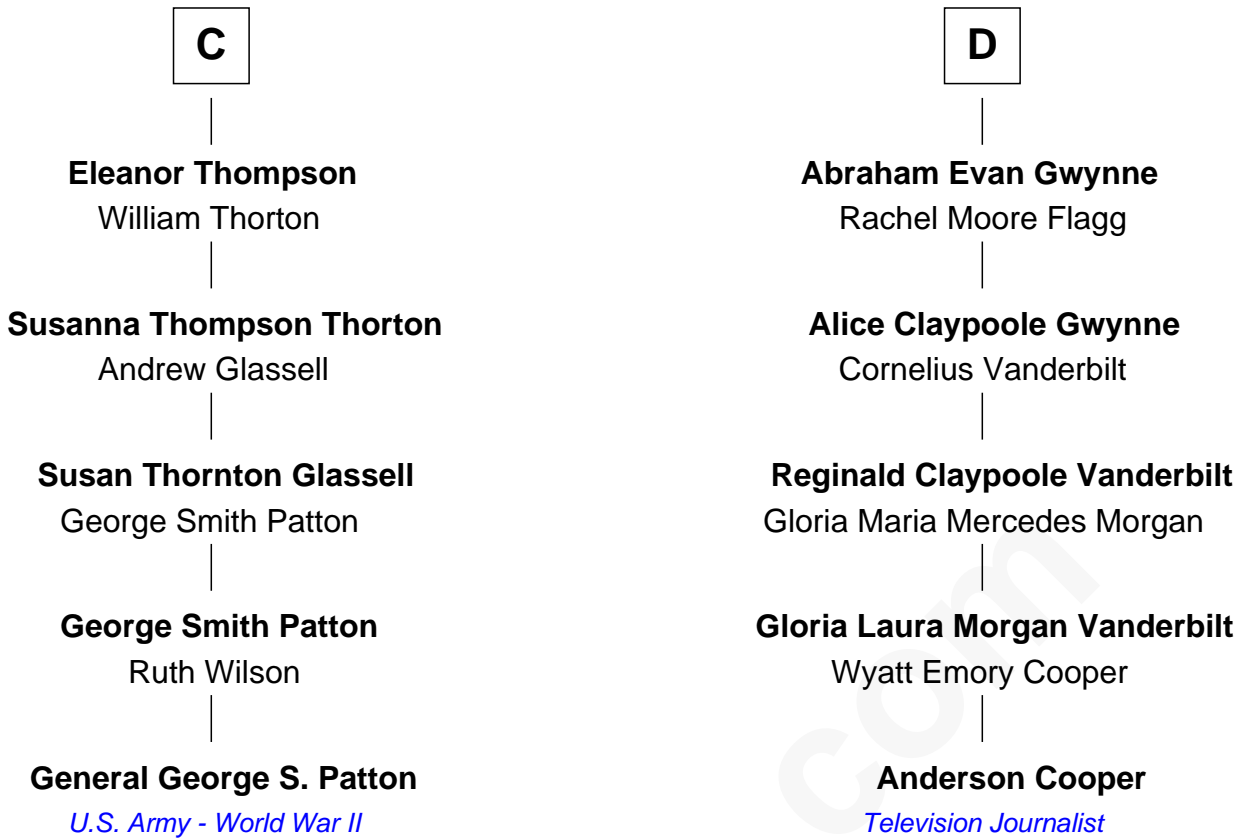 C
Eleanor Thompson
William Thorton
Susanna Thompson Thorton
Andrew Glassell
Susan Thornton Glassell
George Smith Patton
George Smith Patton
Ruth Wilson
General George S. Patton
U.S. Army - World War II
D
Abraham Evan Gwynne
Rachel Moore Flagg
Alice Claypoole Gwynne
Cornelius Vanderbilt
Reginald Claypoole Vanderbilt
Gloria Maria Mercedes Morgan
Gloria Laura Morgan Vanderbilt
Wyatt Emory Cooper
Anderson Cooper
Television Journalist
com